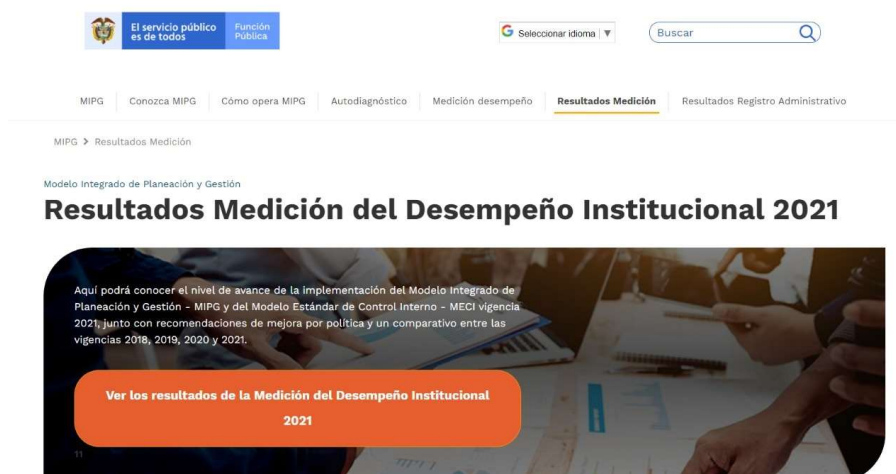 El servicio público
es de todos
Función
Pública
Seleccionar idioma ▼
Buscar
MIPG
Conozca MIPG
Cómo opera MIPG
Autodiagnóstico
Medición desempeño
Resultados Medición
Resultados Registro Administrativo
MIPG > Resultados Medición
Modelo Integrado de Planeación y Gestión
Resultados Medición del Desempeño Institucional 2021
Aquí podrá conocer el nivel de avance de la implementación del Modelo Integrado de
Planeación y Gestión - MIPG y del Modelo Estándar de Control Interno - MECI vigencia
2021, junto con recomendaciones de mejora por política y un comparativo entre las
vigencias 2018, 2019, 2020 y 2021.
Ver los resultados de la Medición del Desempeño Institucional
2021
11